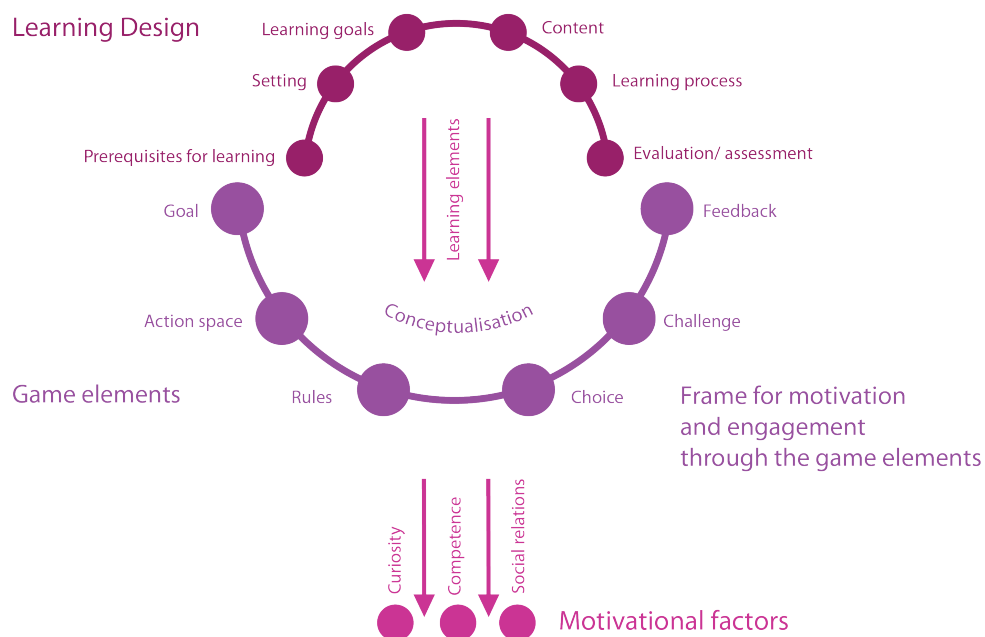 Learning Design
Learning goals
Content
Setting
Learning process
Prerequisites for learning
Evaluation/ assessment
Learning elements
Goal
Feedback
Conceptualisation
Action space
Challenge
Game elements
Rules
Choice
Frame for motivation
and engagement
through the game elements
Curiosity
Competence
Social relations
Motivational factors